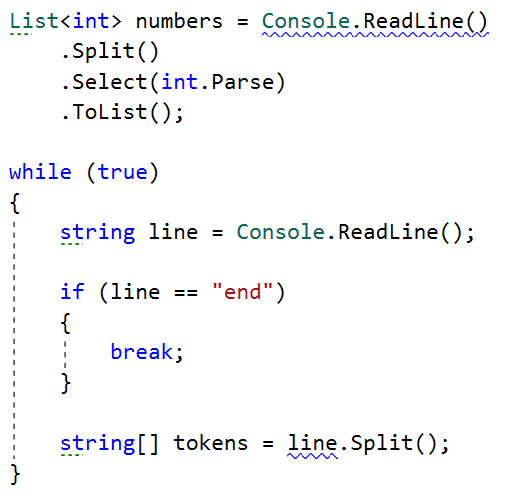 List<int> numbers = Console.ReadLine()
    .Split()
    .Select(int.Parse)
    .ToList();

while (true)
{
    string line = Console.ReadLine();

    if (line == "end")
    {
        break;
    }

    string[] tokens = line.Split();
}